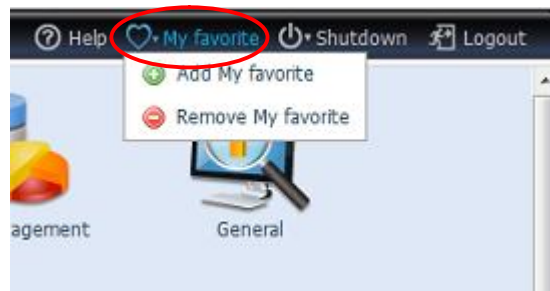 Help My favorite Shutdown Logout
Add My favorite
Remove My favorite
agement General